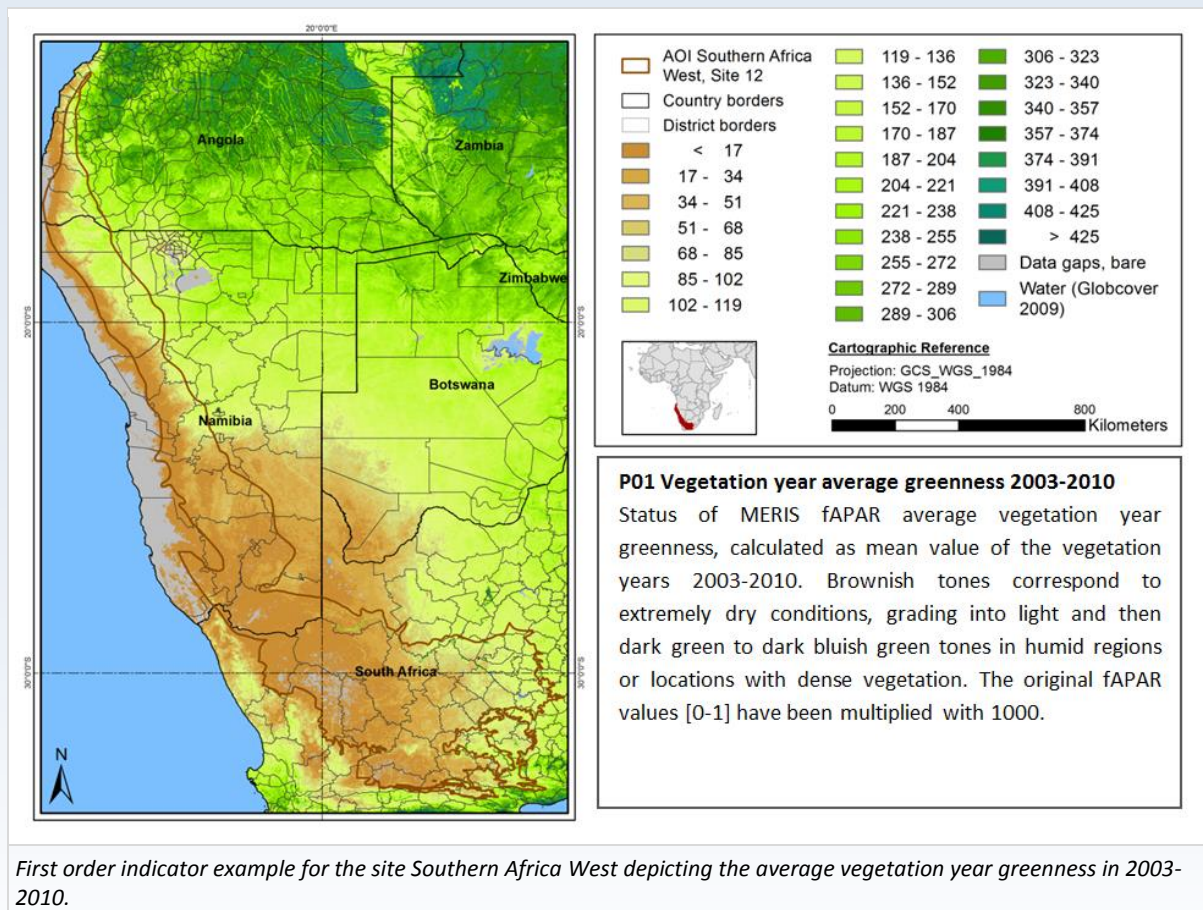 20°0'0"E
Angola
Zambia
Zimbabwe
20°0'0"S
20°0'0"S
Botswana
Namibia
30°0'0"S
30°0'0"S
South Africa
N
AOI Southern Africa
West, Site 12
Country borders
District borders
< 17
17 - 34
34 - 51
51 - 68
68 - 85
85 - 102
102 - 119
119 - 136
136 - 152
152 - 170
170 - 187
187 - 204
204 - 221
221 - 238
238 - 255
255 - 272
272 - 289
289 - 306
306 - 323
323 - 340
340 - 357
357 - 374
374 - 391
391 - 408
408 - 425
> 425
Data gaps, bare
Water (Globcover
2009)
Cartographic Reference
Projection: GCS_WGS_1984
Datum: WGS 1984
0 200 400 800
Kilometers
P01 Vegetation year average greenness 2003-2010
Status of MERIS fAPAR average vegetation year
greenness, calculated as mean value of the vegetation
years 2003-2010. Brownish tones correspond to
extremely dry conditions, grading into light and then
dark green to dark bluish green tones in humid regions
or locations with dense vegetation. The original fAPAR
values [0-1] have been multiplied with 1000.
First order indicator example for the site Southern Africa West depicting the average vegetation year greenness in 2003-
2010.